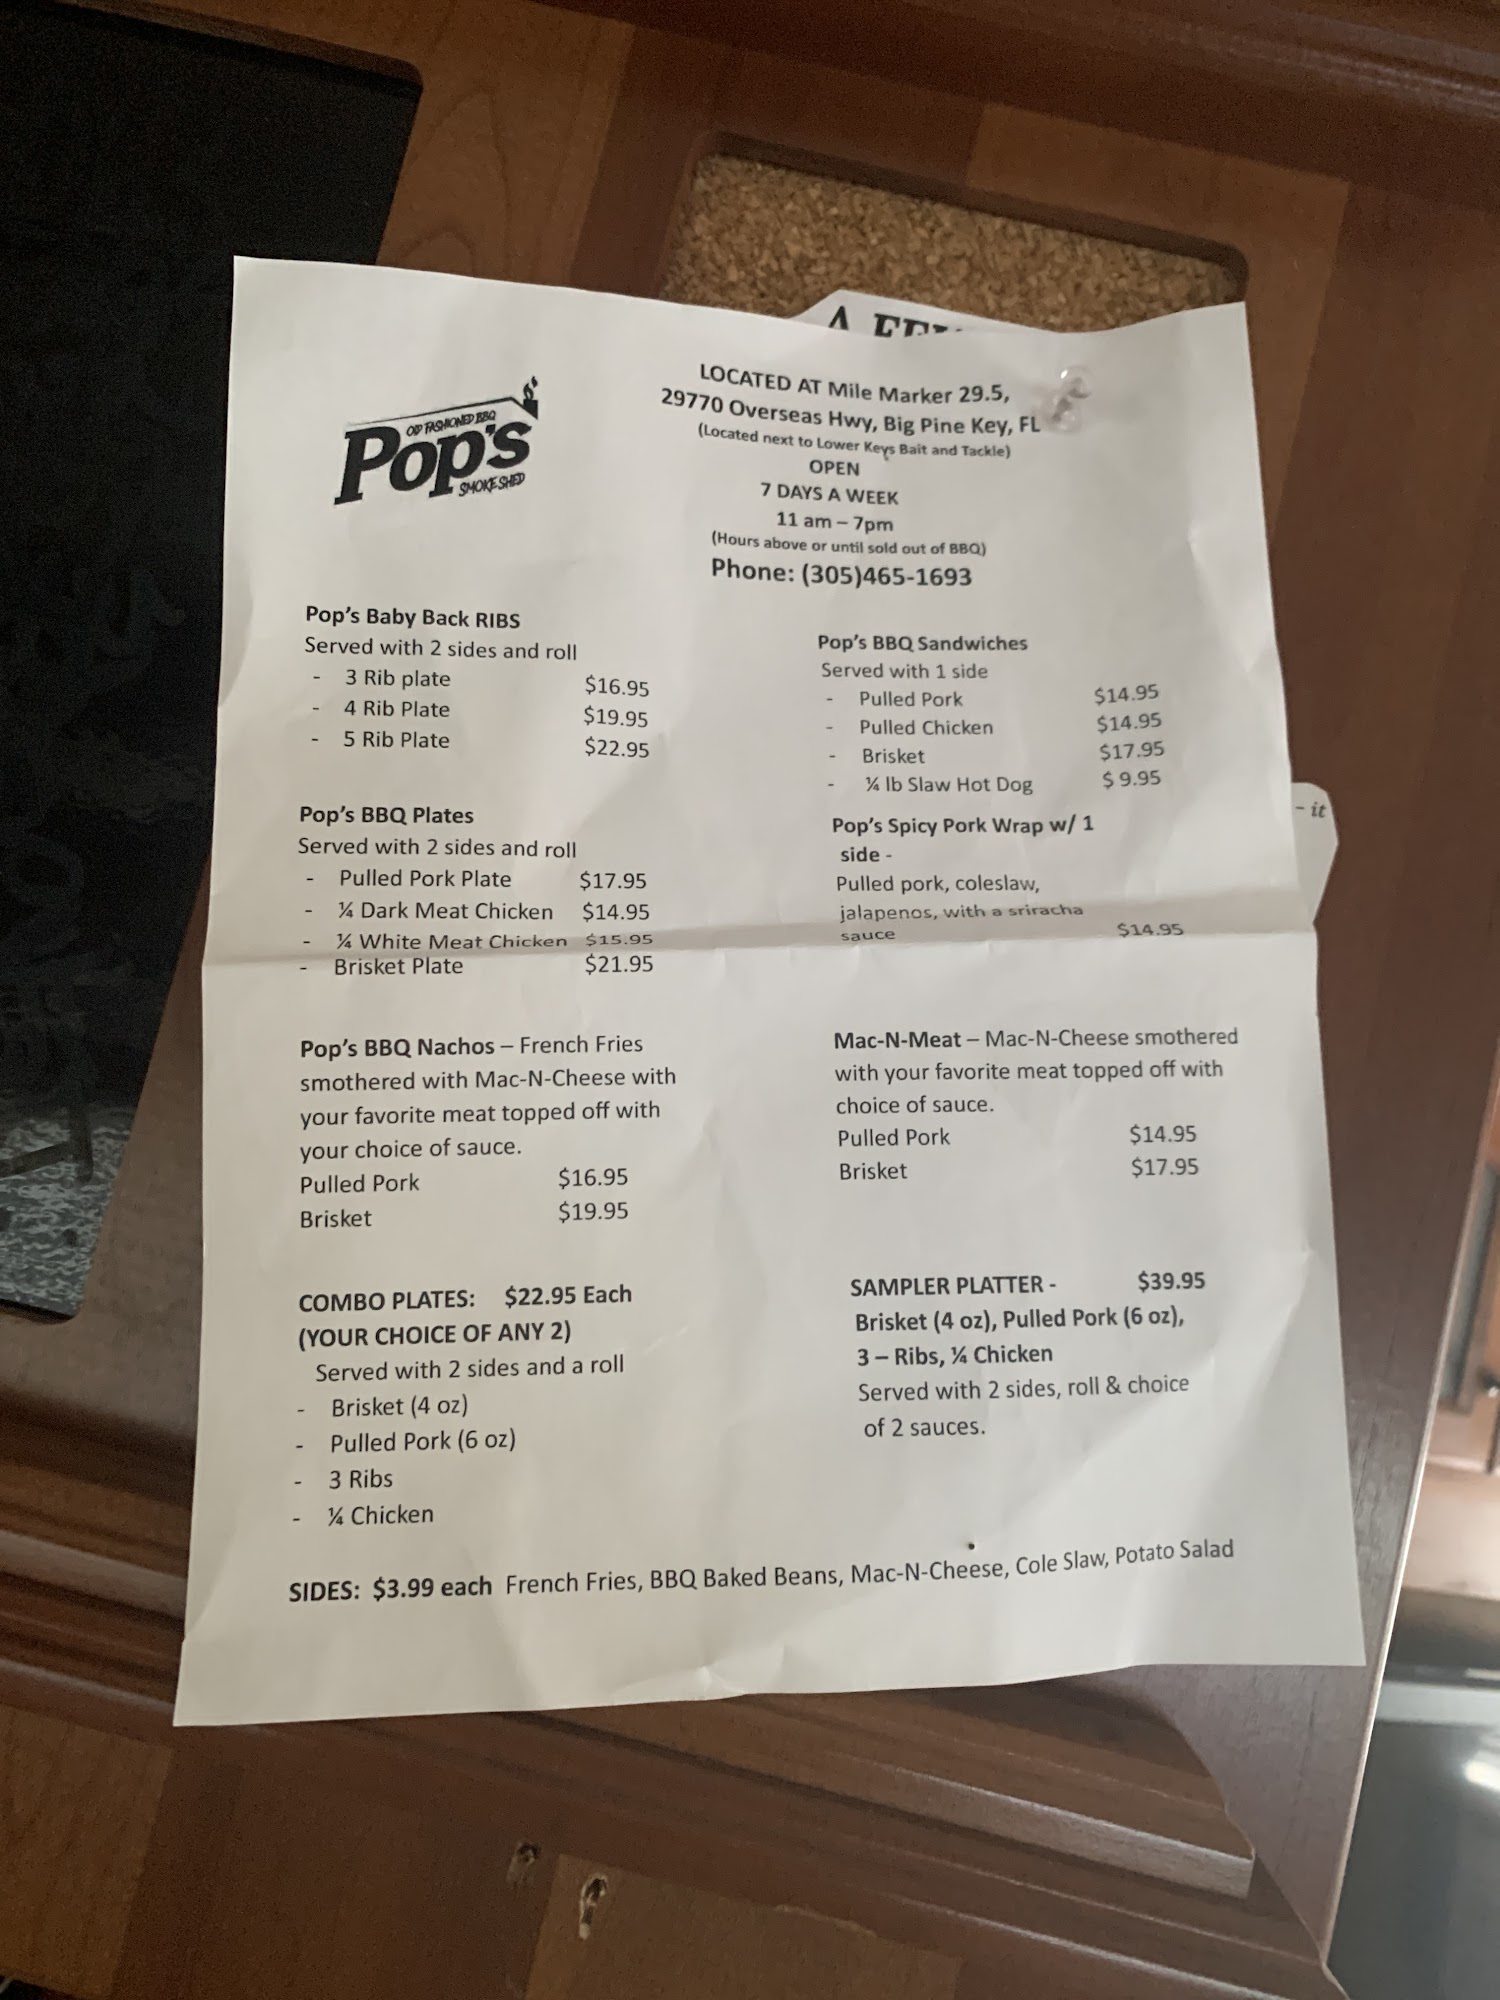 A FEW
OLD FASHIONED BBQ
Pop's
SMOKE SHED
LOCATED AT Mile Marker 29.5,
29770 Overseas Hwy, Big Pine Key, FL
(Located next to Lower Keys Bait and Tackle)
OPEN
7 DAYS A WEEK
11 am – 7pm
(Hours above or until sold out of BBQ)
Phone: (305)465-1693
Pop's Baby Back RIBS
Served with 2 sides and roll
- 3 Rib plate $16.95
- 4 Rib Plate $19.95
- 5 Rib Plate $22.95
Pop's BBQ Sandwiches
Served with 1 side
- Pulled Pork $14.95
- Pulled Chicken $14.95
- Brisket $17.95
- ¼ lb Slaw Hot Dog $ 9.95
Pop's BBQ Plates
Served with 2 sides and roll
- Pulled Pork Plate $17.95
- ¼ Dark Meat Chicken $14.95
- ¼ White Meat Chicken $15.95
- Brisket Plate $21.95
Pop's Spicy Pork Wrap w/ 1
side -
Pulled pork, coleslaw,
jalapenos, with a sriracha
sauce $14.95
- it
Pop's BBQ Nachos – French Fries
smothered with Mac-N-Cheese with
your favorite meat topped off with
your choice of sauce.
Pulled Pork $16.95
Brisket $19.95
Mac-N-Meat – Mac-N-Cheese smothered
with your favorite meat topped off with
choice of sauce.
Pulled Pork $14.95
Brisket $17.95
COMBO PLATES: $22.95 Each
(YOUR CHOICE OF ANY 2)
Served with 2 sides and a roll
- Brisket (4 oz)
- Pulled Pork (6 oz)
- 3 Ribs
- ¼ Chicken
SAMPLER PLATTER - $39.95
Brisket (4 oz), Pulled Pork (6 oz),
3 – Ribs, ¼ Chicken
Served with 2 sides, roll & choice
of 2 sauces.
SIDES: $3.99 each French Fries, BBQ Baked Beans, Mac-N-Cheese, Cole Slaw, Potato Salad